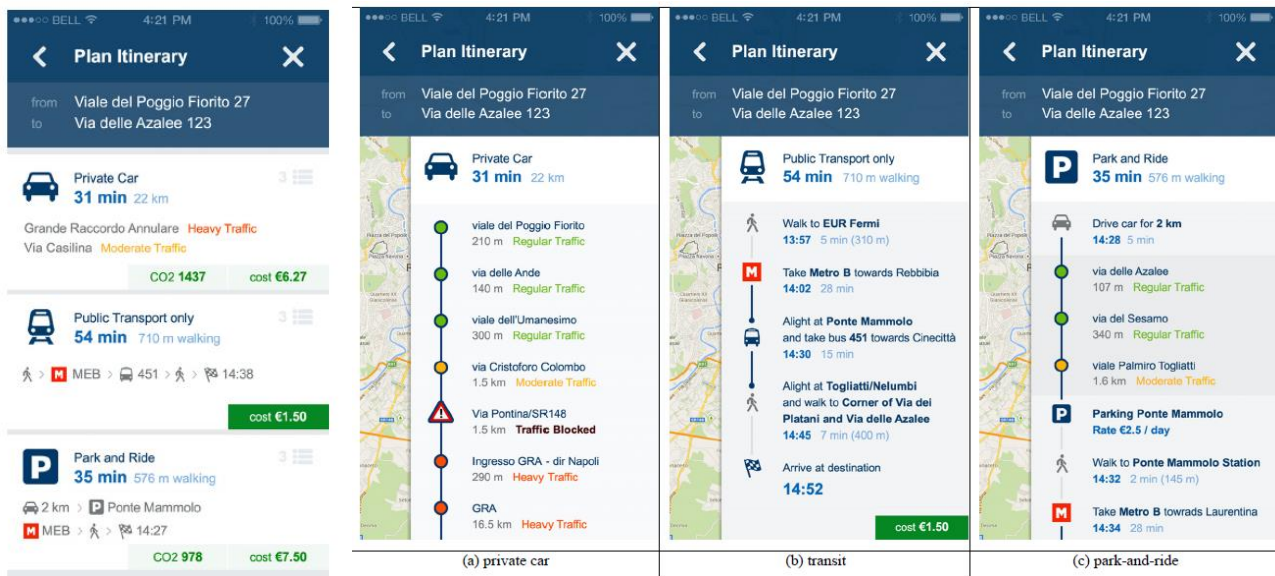 BELL 4:21 PM 100%
Plan Itinerary
from Viale del Poggio Fiorito 27
to Via delle Azalee 123
Private Car 3
31 min 22 km
Grande Raccordo Annulare Heavy Traffic
Via Casilina Moderate Traffic
CO2 1437 cost €6.27
Public Transport only 3
54 min 710 m walking
M MEB > 451 > > 14:38
cost €1.50
P Park and Ride 3
35 min 576 m walking
2 km > P Ponte Mammolo
M MEB > > 14:27
CO2 978 cost €7.50
BELL 4:21 PM 100%
Plan Itinerary
from Viale del Poggio Fiorito 27
to Via delle Azalee 123
Private Car
31 min 22 km
viale del Poggio Fiorito
210 m Regular Traffic
via delle Ande
140 m Regular Traffic
viale dell'Umanesimo
300 m Regular Traffic
via Cristoforo Colombo
1.5 km Moderate Traffic
Via Pontina/SR148
1.5 km Traffic Blocked
Ingresso GRA - dir Napoli
290 m Heavy Traffic
GRA
16.5 km Heavy Traffic
(a) private car
BELL 4:21 PM 100%
Plan Itinerary
from Viale del Poggio Fiorito 27
to Via delle Azalee 123
Public Transport only
54 min 710 m walking
Walk to EUR Fermi
13:57 5 min (310 m)
M Take Metro B towards Rebbibia
14:02 28 min
Alight at Ponte Mammolo
and take bus 451 towards Cinecittà
14:30 15 min
Alight at Togliatti/Nelumbi
and walk to Corner of Via dei
Platani and Via delle Azalee
14:45 7 min (400 m)
Arrive at destination
14:52
cost €1.50
(b) transit
BELL 4:21 PM 100%
Plan Itinerary
from Viale del Poggio Fiorito 27
to Via delle Azalee 123
P Park and Ride
35 min 576 m walking
Drive car for 2 km
14:28 5 min
via delle Azalee
107 m Regular Traffic
via del Sesamo
340 m Regular Traffic
viale Palmiro Togliatti
1.6 km Moderate Traffic
P Parking Ponte Mammolo
Rate €2.5 / day
Walk to Ponte Mammolo Station
14:32 2 min (145 m)
M Take Metro B towrads Laurentina
14:34 28 min
(c) park-and-ride